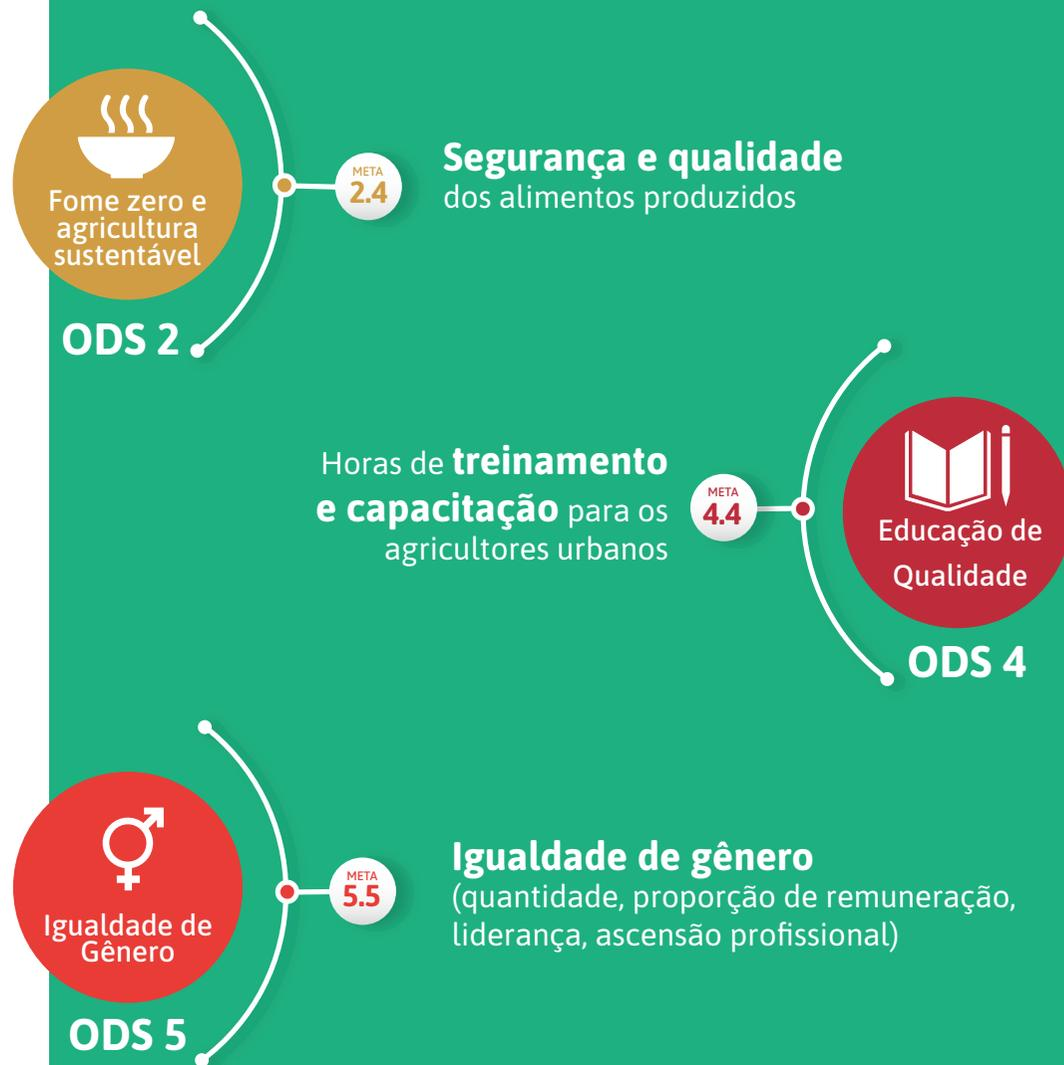 Fome zero e
agricultura
sustentável
ODS 2
META
2.4
Segurança e qualidade
dos alimentos produzidos
Horas de treinamento
e capacitação para os
agricultores urbanos
META
4.4
Educação de
Qualidade
ODS 4
Igualdade de
Gênero
ODS 5
META
5.5
Igualdade de gênero
(quantidade, proporção de remuneração,
liderança, ascensão profissional)